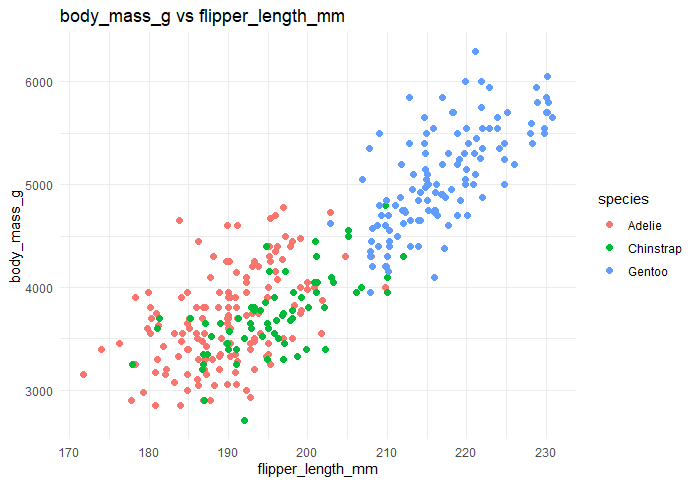 body_mass_g vs flipper_length_mm
6000
5000
4000
3000
body_mass_g
170 180 190 200 210 220 230
flipper_length_mm
species
Adelie
Chinstrap
Gentoo